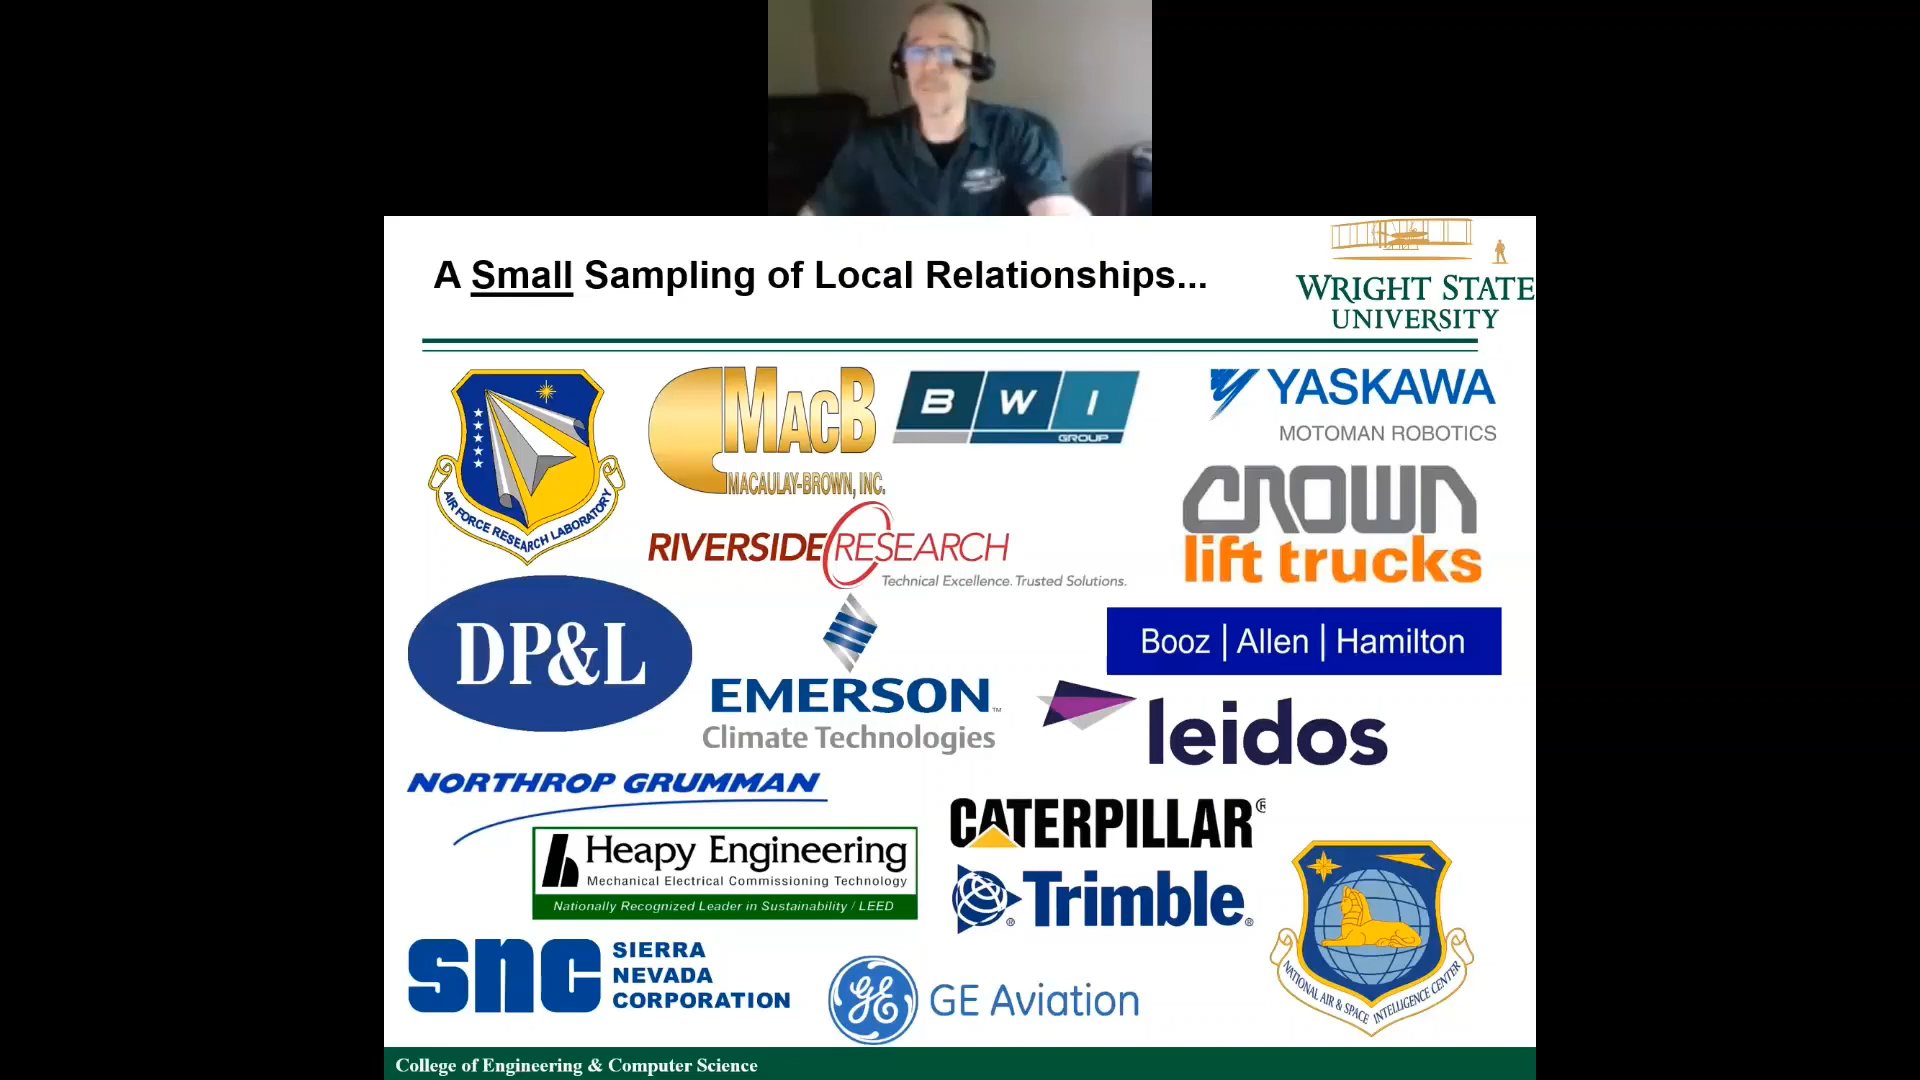 A Small Sampling of Local Relationships...
WRIGHT STATE
UNIVERSITY
AIR FORCE RESEARCH LABORATORY
MACB
MACAULAY-BROWN, INC.
BWI
GROUP
YASKAWA
MOTOMAN ROBOTICS
RIVERSIDE RESEARCH
Technical Excellence. Trusted Solutions.
CROWN
lift trucks
DP&L
EMERSON™
Climate Technologies
Booz | Allen | Hamilton
leidos
NORTHROP GRUMMAN
Heapy Engineering
Mechanical Electrical Commissioning Technology
Nationally Recognized Leader in Sustainability / LEED
CATERPILLAR®
Trimble®
NATIONAL AIR & SPACE INTELLIGENCE CENTER
snc SIERRA
NEVADA
CORPORATION
GE GE Aviation
College of Engineering & Computer Science